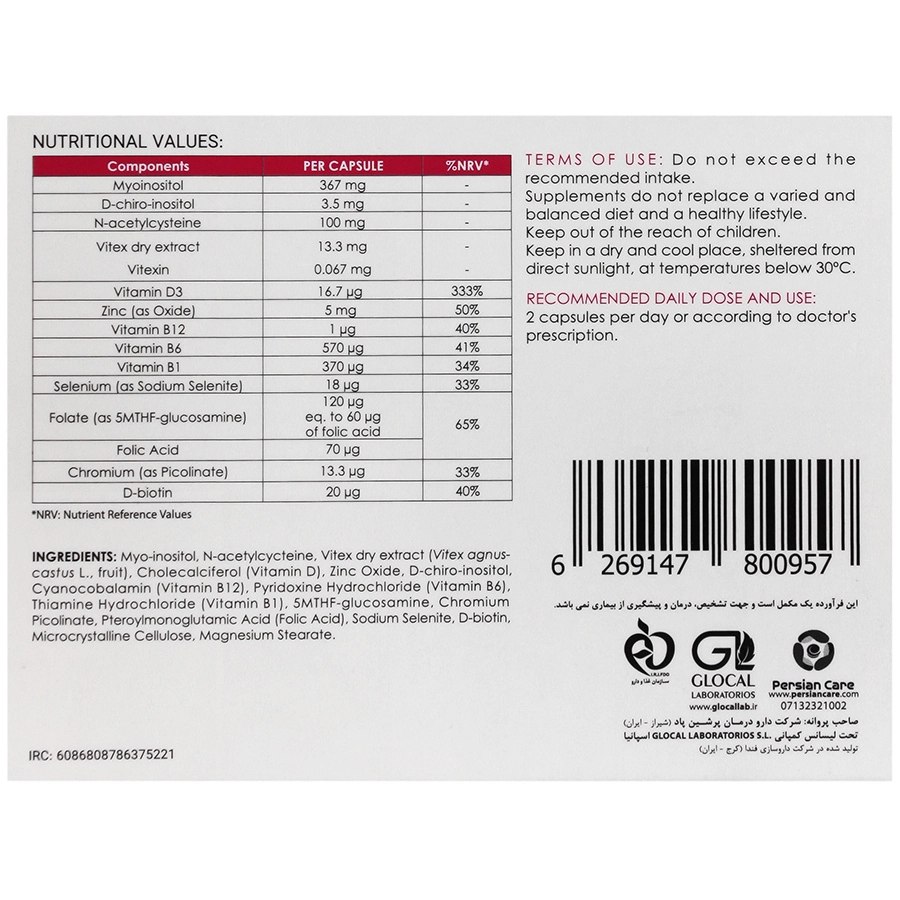 NUTRITIONAL VALUES:
Components PER CAPSULE %NRV*
Myoinositol 367 mg -
D-chiro-inositol 3.5 mg -
N-acetylcysteine 100 mg -
Vitex dry extract 13.3 mg -
Vitexin 0.067 mg -
Vitamin D3 16.7 µg 333%
Zinc (as Oxide) 5 mg 50%
Vitamin B12 1 µg 40%
Vitamin B6 570 µg 41%
Vitamin B1 370 µg 34%
Selenium (as Sodium Selenite) 18 µg 33%
Folate (as 5MTHF-glucosamine) 120 µg
eq. to 60 µg
of folic acid
65%
Folic Acid 70 µg
Chromium (as Picolinate) 13.3 µg 33%
D-biotin 20 µg 40%
*NRV: Nutrient Reference Values
INGREDIENTS: Myo-inositol, N-acetylcycteine, Vitex dry extract (Vitex agnus-
castus L., fruit), Cholecalciferol (Vitamin D), Zinc Oxide, D-chiro-inositol,
Cyanocobalamin (Vitamin B12), Pyridoxine Hydrochloride (Vitamin B6),
Thiamine Hydrochloride (Vitamin B1), 5MTHF-glucosamine, Chromium
Picolinate, Pteroylmonoglutamic Acid (Folic Acid), Sodium Selenite, D-biotin,
Microcrystalline Cellulose, Magnesium Stearate.
IRC: 6086808786375221
TERMS OF USE: Do not exceed the
recommended intake.
Supplements do not replace a varied and
balanced diet and a healthy lifestyle.
Keep out of the reach of children.
Keep in a dry and cool place, sheltered from
direct sunlight, at temperatures below 30°C.
RECOMMENDED DAILY DOSE AND USE:
2 capsules per day or according to doctor's
prescription.
6 269147 800957
این فرآورده یک مکمل است و جهت تشخیص، درمان و پیشگیری از بیماری نمی باشد.
I.R.I.FDO
سازمان غذا و دارو
GL
GLOCAL
LABORATORIOS
www.glocallab.ir
Persian Care
www.persiancare.com
07132321002
صاحب پروانه: شرکت دارو درمان پرشین پاد (شیراز - ایران)
تحت لیسانس کمپانی GLOCAL LABORATORIOS S.L. اسپانیا
تولید شده در شرکت داروسازی فندا (کرج - ایران)